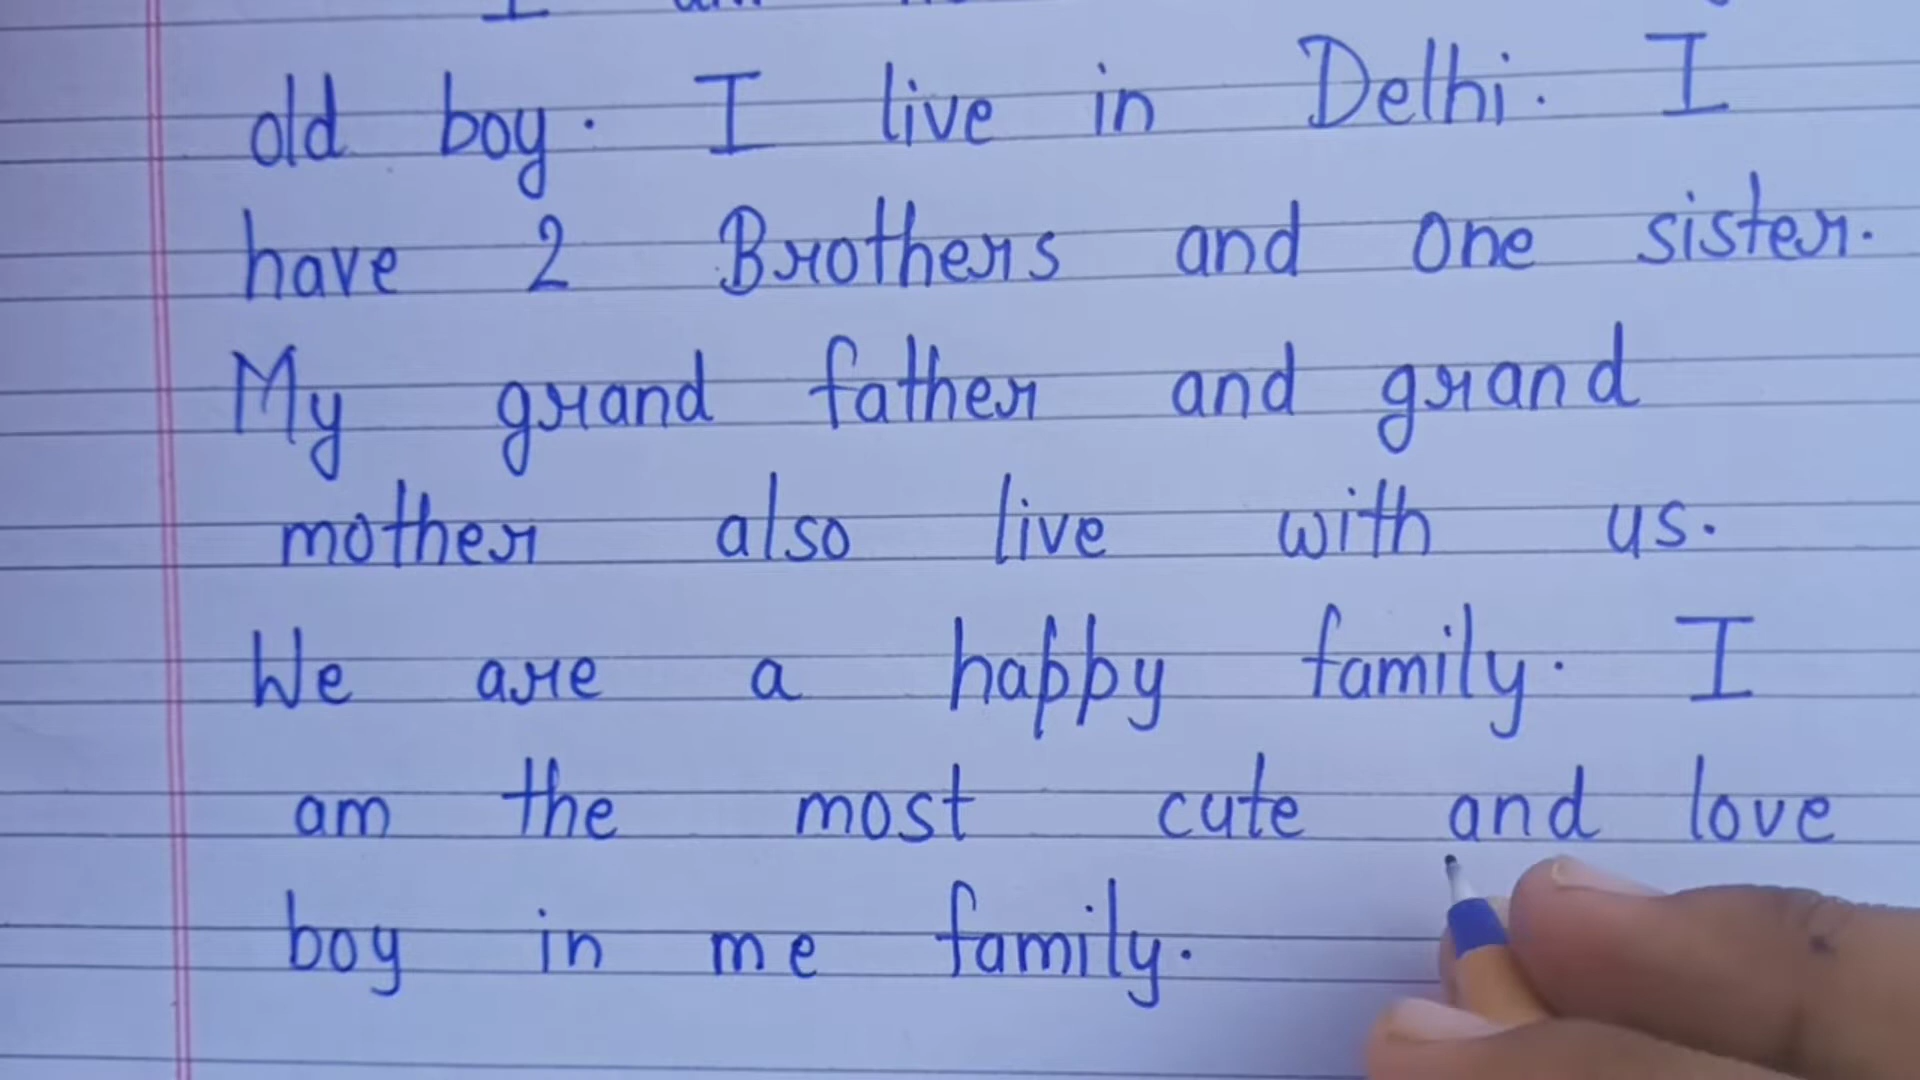 I am
old boy. I live in Delhi. I
have 2 Brothers and one sister.
My grand father and grand
mother also live with us.
We are a happy family. I
am the most cute and love
boy in me family.